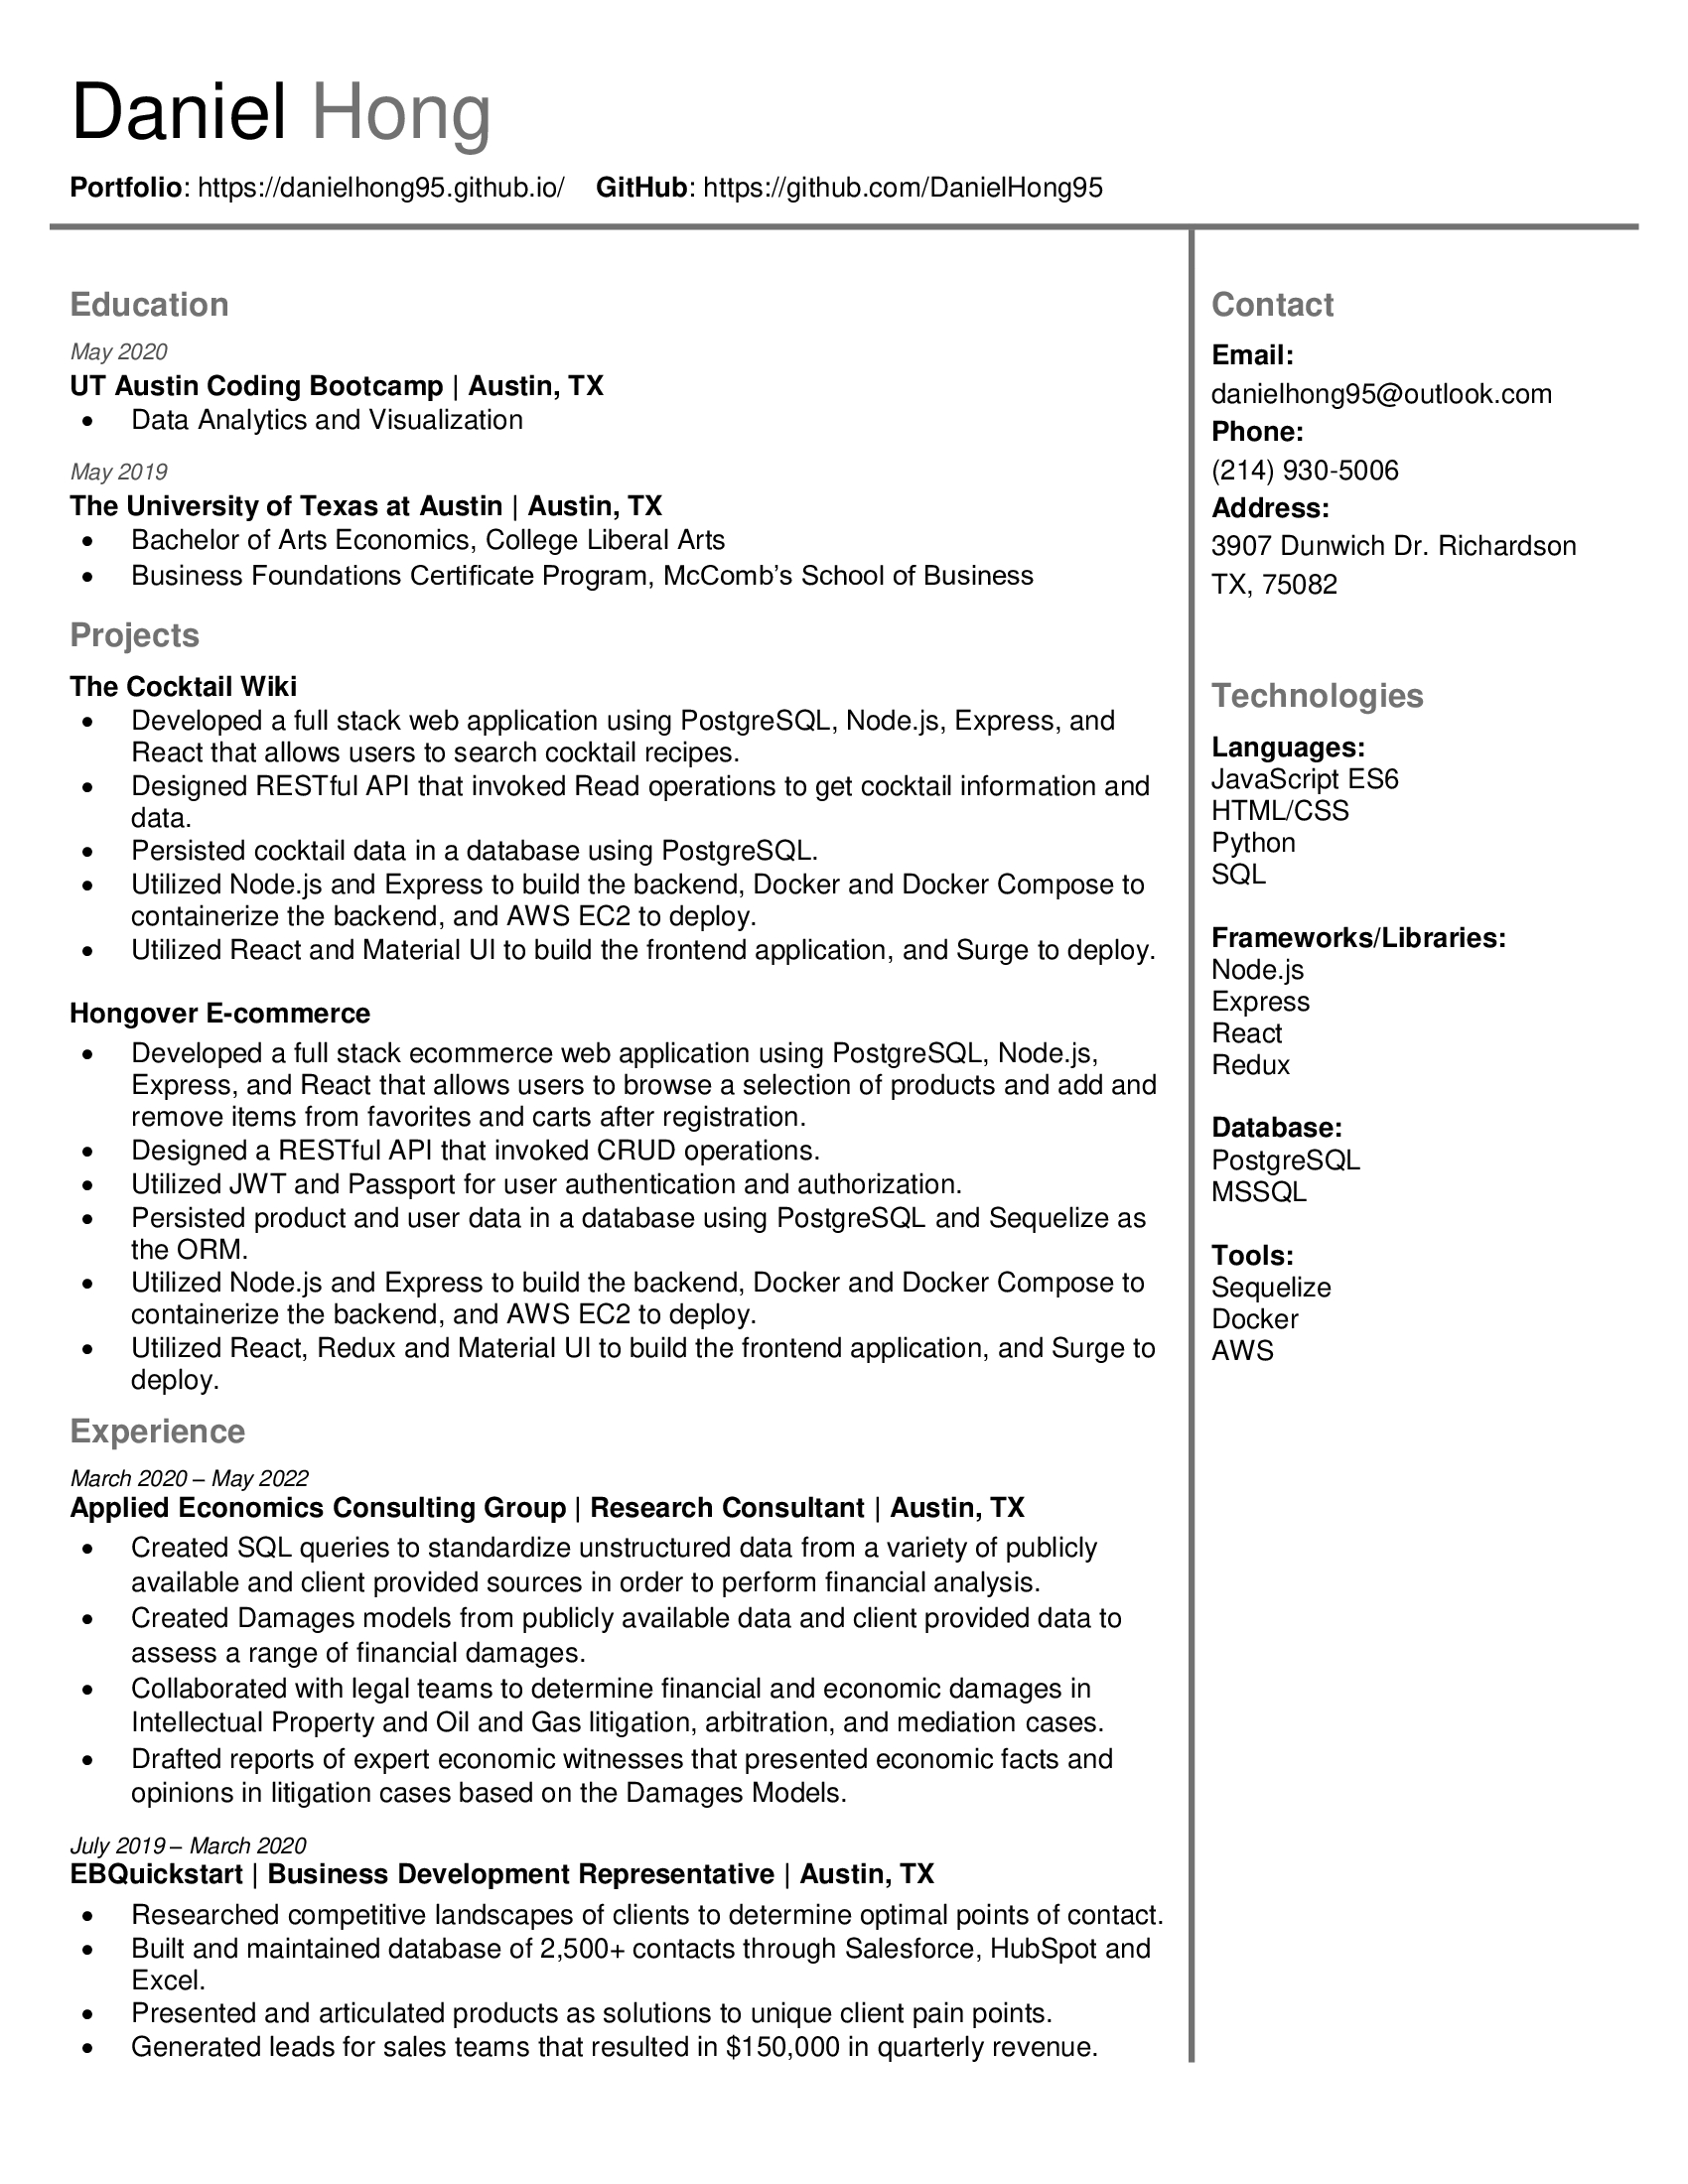 Daniel Hong
Portfolio: https://danielhong95.github.io/ GitHub: https://github.com/DanielHong95
Education
May 2020
UT Austin Coding Bootcamp | Austin, TX
• Data Analytics and Visualization
May 2019
The University of Texas at Austin | Austin, TX
• Bachelor of Arts Economics, College Liberal Arts
• Business Foundations Certificate Program, McComb’s School of Business
Projects
The Cocktail Wiki
• Developed a full stack web application using PostgreSQL, Node.js, Express, and
React that allows users to search cocktail recipes.
• Designed RESTful API that invoked Read operations to get cocktail information and
data.
• Persisted cocktail data in a database using PostgreSQL.
• Utilized Node.js and Express to build the backend, Docker and Docker Compose to
containerize the backend, and AWS EC2 to deploy.
• Utilized React and Material UI to build the frontend application, and Surge to deploy.
Hongover E-commerce
• Developed a full stack ecommerce web application using PostgreSQL, Node.js,
Express, and React that allows users to browse a selection of products and add and
remove items from favorites and carts after registration.
• Designed a RESTful API that invoked CRUD operations.
• Utilized JWT and Passport for user authentication and authorization.
• Persisted product and user data in a database using PostgreSQL and Sequelize as
the ORM.
• Utilized Node.js and Express to build the backend, Docker and Docker Compose to
containerize the backend, and AWS EC2 to deploy.
• Utilized React, Redux and Material UI to build the frontend application, and Surge to
deploy.
Experience
March 2020 – May 2022
Applied Economics Consulting Group | Research Consultant | Austin, TX
• Created SQL queries to standardize unstructured data from a variety of publicly
available and client provided sources in order to perform financial analysis.
• Created Damages models from publicly available data and client provided data to
assess a range of financial damages.
• Collaborated with legal teams to determine financial and economic damages in
Intellectual Property and Oil and Gas litigation, arbitration, and mediation cases.
• Drafted reports of expert economic witnesses that presented economic facts and
opinions in litigation cases based on the Damages Models.
July 2019 – March 2020
EBQuickstart | Business Development Representative | Austin, TX
• Researched competitive landscapes of clients to determine optimal points of contact.
• Built and maintained database of 2,500+ contacts through Salesforce, HubSpot and
Excel.
• Presented and articulated products as solutions to unique client pain points.
• Generated leads for sales teams that resulted in $150,000 in quarterly revenue.
Contact
Email:
danielhong95@outlook.com
Phone:
(214) 930-5006
Address:
3907 Dunwich Dr. Richardson
TX, 75082
Technologies
Languages:
JavaScript ES6
HTML/CSS
Python
SQL
Frameworks/Libraries:
Node.js
Express
React
Redux
Database:
PostgreSQL
MSSQL
Tools:
Sequelize
Docker
AWS